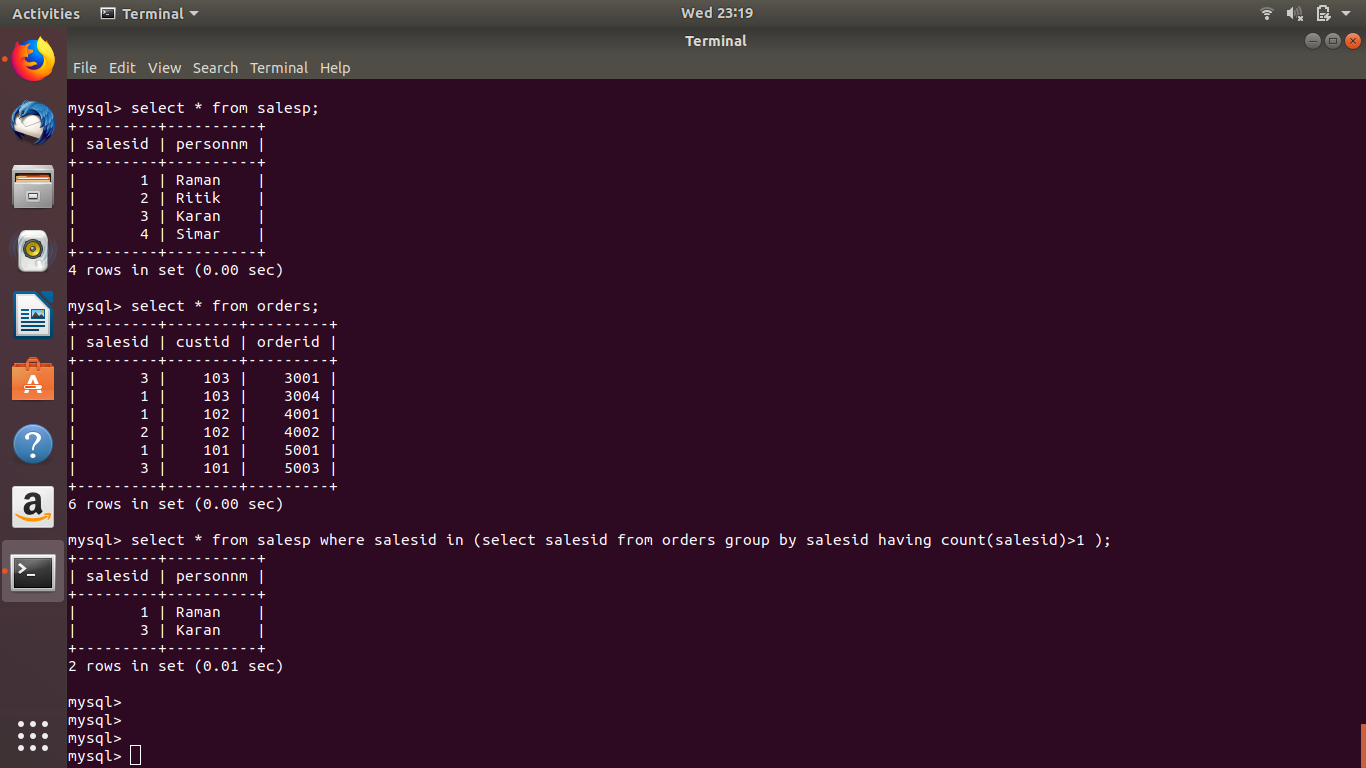 Activities Terminal Wed 23:19
Terminal
File Edit View Search Terminal Help
mysql> select * from salesp;
+---------+----------+
| salesid | personnm |
+---------+----------+
|       1 | Raman    |
|       2 | Ritik    |
|       3 | Karan    |
|       4 | Simar    |
+---------+----------+
4 rows in set (0.00 sec)
mysql> select * from orders;
+---------+--------+---------+
| salesid | custid | orderid |
+---------+--------+---------+
|       3 |    103 |    3001 |
|       1 |    103 |    3004 |
|       1 |    102 |    4001 |
|       2 |    102 |    4002 |
|       1 |    101 |    5001 |
|       3 |    101 |    5003 |
+---------+--------+---------+
6 rows in set (0.00 sec)
mysql> select * from salesp where salesid in (select salesid from orders group by salesid having count(salesid)>1 );
+---------+----------+
| salesid | personnm |
+---------+----------+
|       1 | Raman    |
|       3 | Karan    |
+---------+----------+
2 rows in set (0.01 sec)
mysql>
mysql>
mysql>
mysql>